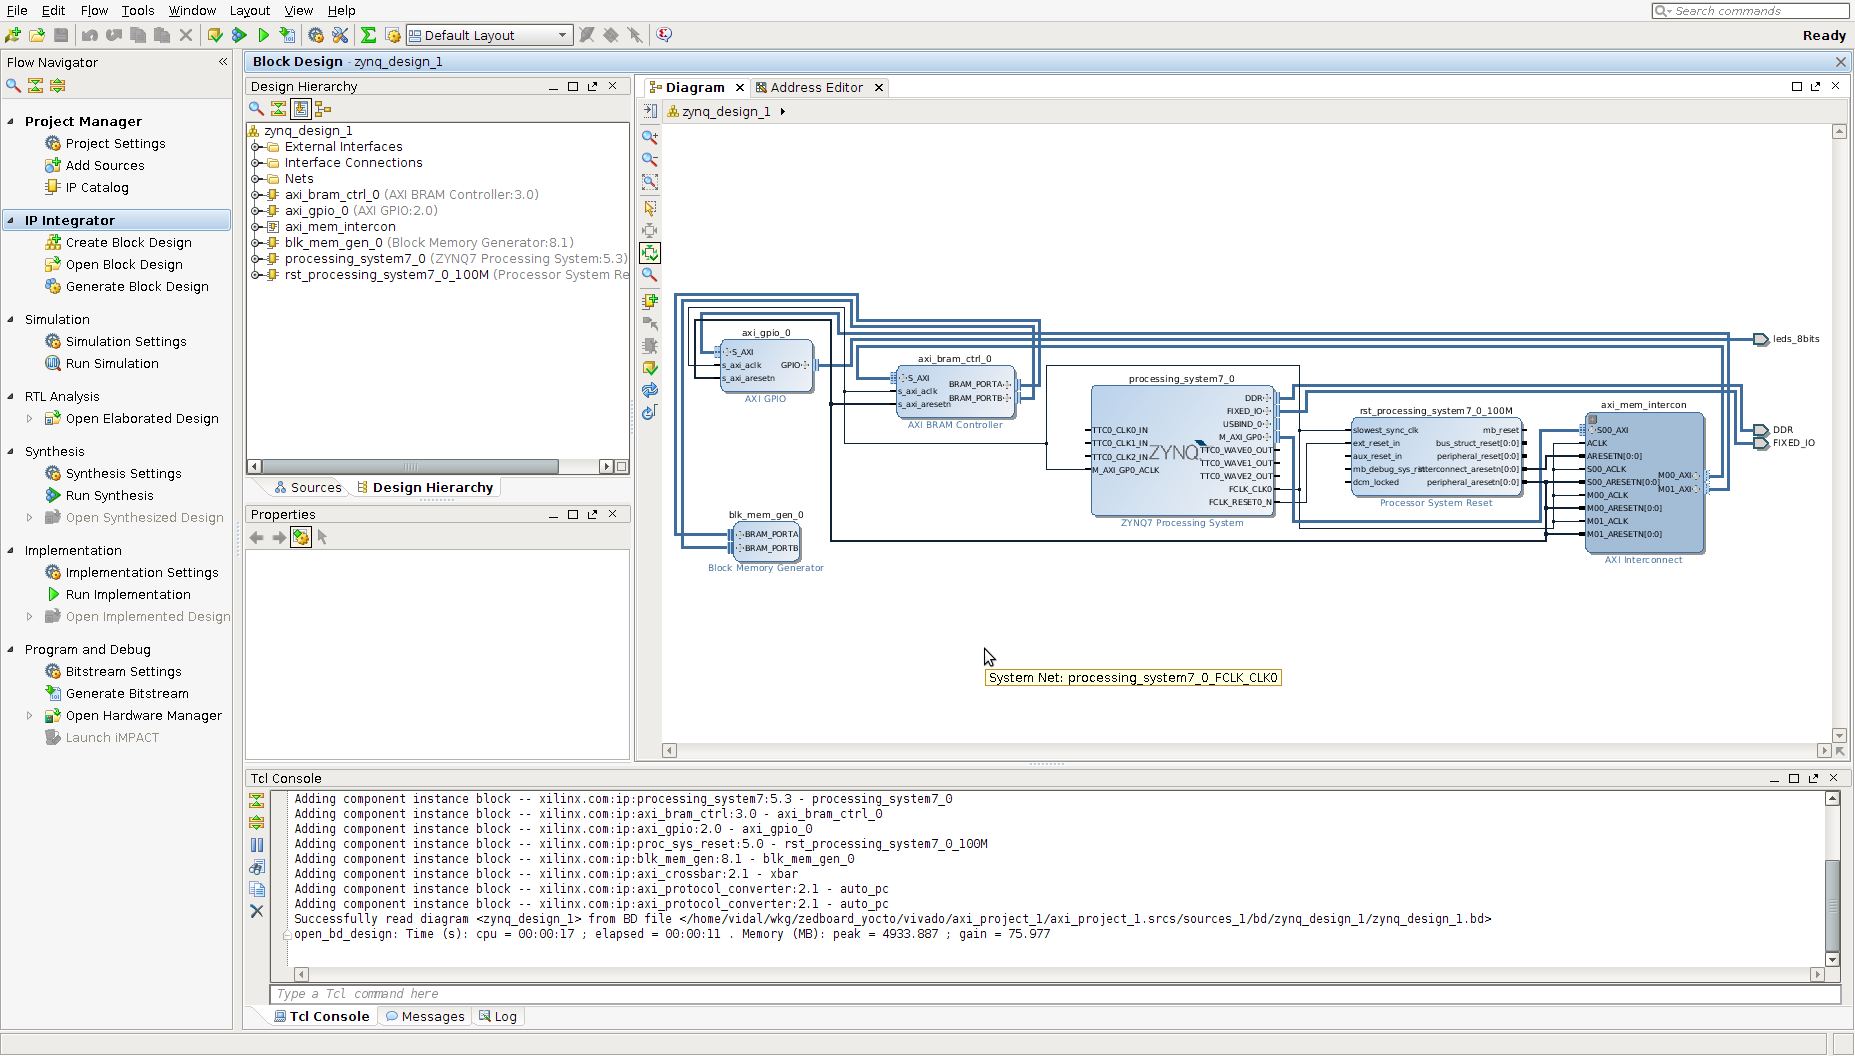 File Edit Flow Tools Window Layout View Help
Search commands
Default Layout
Ready
Flow Navigator
Project Manager
Project Settings
Add Sources
IP Catalog
IP Integrator
Create Block Design
Open Block Design
Generate Block Design
Simulation
Simulation Settings
Run Simulation
RTL Analysis
Open Elaborated Design
Synthesis
Synthesis Settings
Run Synthesis
Open Synthesized Design
Implementation
Implementation Settings
Run Implementation
Open Implemented Design
Program and Debug
Bitstream Settings
Generate Bitstream
Open Hardware Manager
Launch iMPACT
Block Design - zynq_design_1
Design Hierarchy
zynq_design_1
External Interfaces
Interface Connections
Nets
axi_bram_ctrl_0 (AXI BRAM Controller:3.0)
axi_gpio_0 (AXI GPIO:2.0)
axi_mem_intercon
blk_mem_gen_0 (Block Memory Generator:8.1)
processing_system7_0 (ZYNQ7 Processing System:5.3)
rst_processing_system7_0_100M (Processor System Re
Sources
Design Hierarchy
Properties
Diagram
Address Editor
zynq_design_1
axi_gpio_0
S_AXI
s_axi_aclk
s_axi_aresetn
GPIO
AXI GPIO
axi_bram_ctrl_0
S_AXI
s_axi_aclk
s_axi_aresetn
BRAM_PORTA
BRAM_PORTB
AXI BRAM Controller
blk_mem_gen_0
BRAM_PORTA
BRAM_PORTB
Block Memory Generator
processing_system7_0
TTC0_CLK0_IN
TTC0_CLK1_IN
TTC0_CLK2_IN
M_AXI_GP0_ACLK
ZYNQ
DDR
FIXED_IO
USBIND_0
M_AXI_GP0
TTC0_WAVE0_OUT
TTC0_WAVE1_OUT
TTC0_WAVE2_OUT
FCLK_CLK0
FCLK_RESET0_N
ZYNQ7 Processing System
rst_processing_system7_0_100M
slowest_sync_clk
ext_reset_in
aux_reset_in
mb_debug_sys_rst
dcm_locked
mb_reset
bus_struct_reset[0:0]
peripheral_reset[0:0]
interconnect_aresetn[0:0]
peripheral_aresetn[0:0]
Processor System Reset
axi_mem_intercon
S00_AXI
ACLK
ARESETN[0:0]
S00_ACLK
S00_ARESETN[0:0]
M00_ACLK
M00_ARESETN[0:0]
M01_ACLK
M01_ARESETN[0:0]
M00_AXI
M01_AXI
AXI Interconnect
leds_8bits
DDR
FIXED_IO
System Net: processing_system7_0_FCLK_CLK0
Tcl Console
Adding component instance block -- xilinx.com:ip:processing_system7:5.3 - processing_system7_0
Adding component instance block -- xilinx.com:ip:axi_bram_ctrl:3.0 - axi_bram_ctrl_0
Adding component instance block -- xilinx.com:ip:axi_gpio:2.0 - axi_gpio_0
Adding component instance block -- xilinx.com:ip:proc_sys_reset:5.0 - rst_processing_system7_0_100M
Adding component instance block -- xilinx.com:ip:blk_mem_gen:8.1 - blk_mem_gen_0
Adding component instance block -- xilinx.com:ip:axi_crossbar:2.1 - xbar
Adding component instance block -- xilinx.com:ip:axi_protocol_converter:2.1 - auto_pc
Adding component instance block -- xilinx.com:ip:axi_protocol_converter:2.1 - auto_pc
Successfully read diagram <zynq_design_1> from BD file </home/vidal/wkg/zedboard_yocto/vivado/axi_project_1/axi_project_1.srcs/sources_1/bd/zynq_design_1/zynq_design_1.bd>
open_bd_design: Time (s): cpu = 00:00:17 ; elapsed = 00:00:11 . Memory (MB): peak = 4933.887 ; gain = 75.977
Type a Tcl command here
Tcl Console
Messages
Log